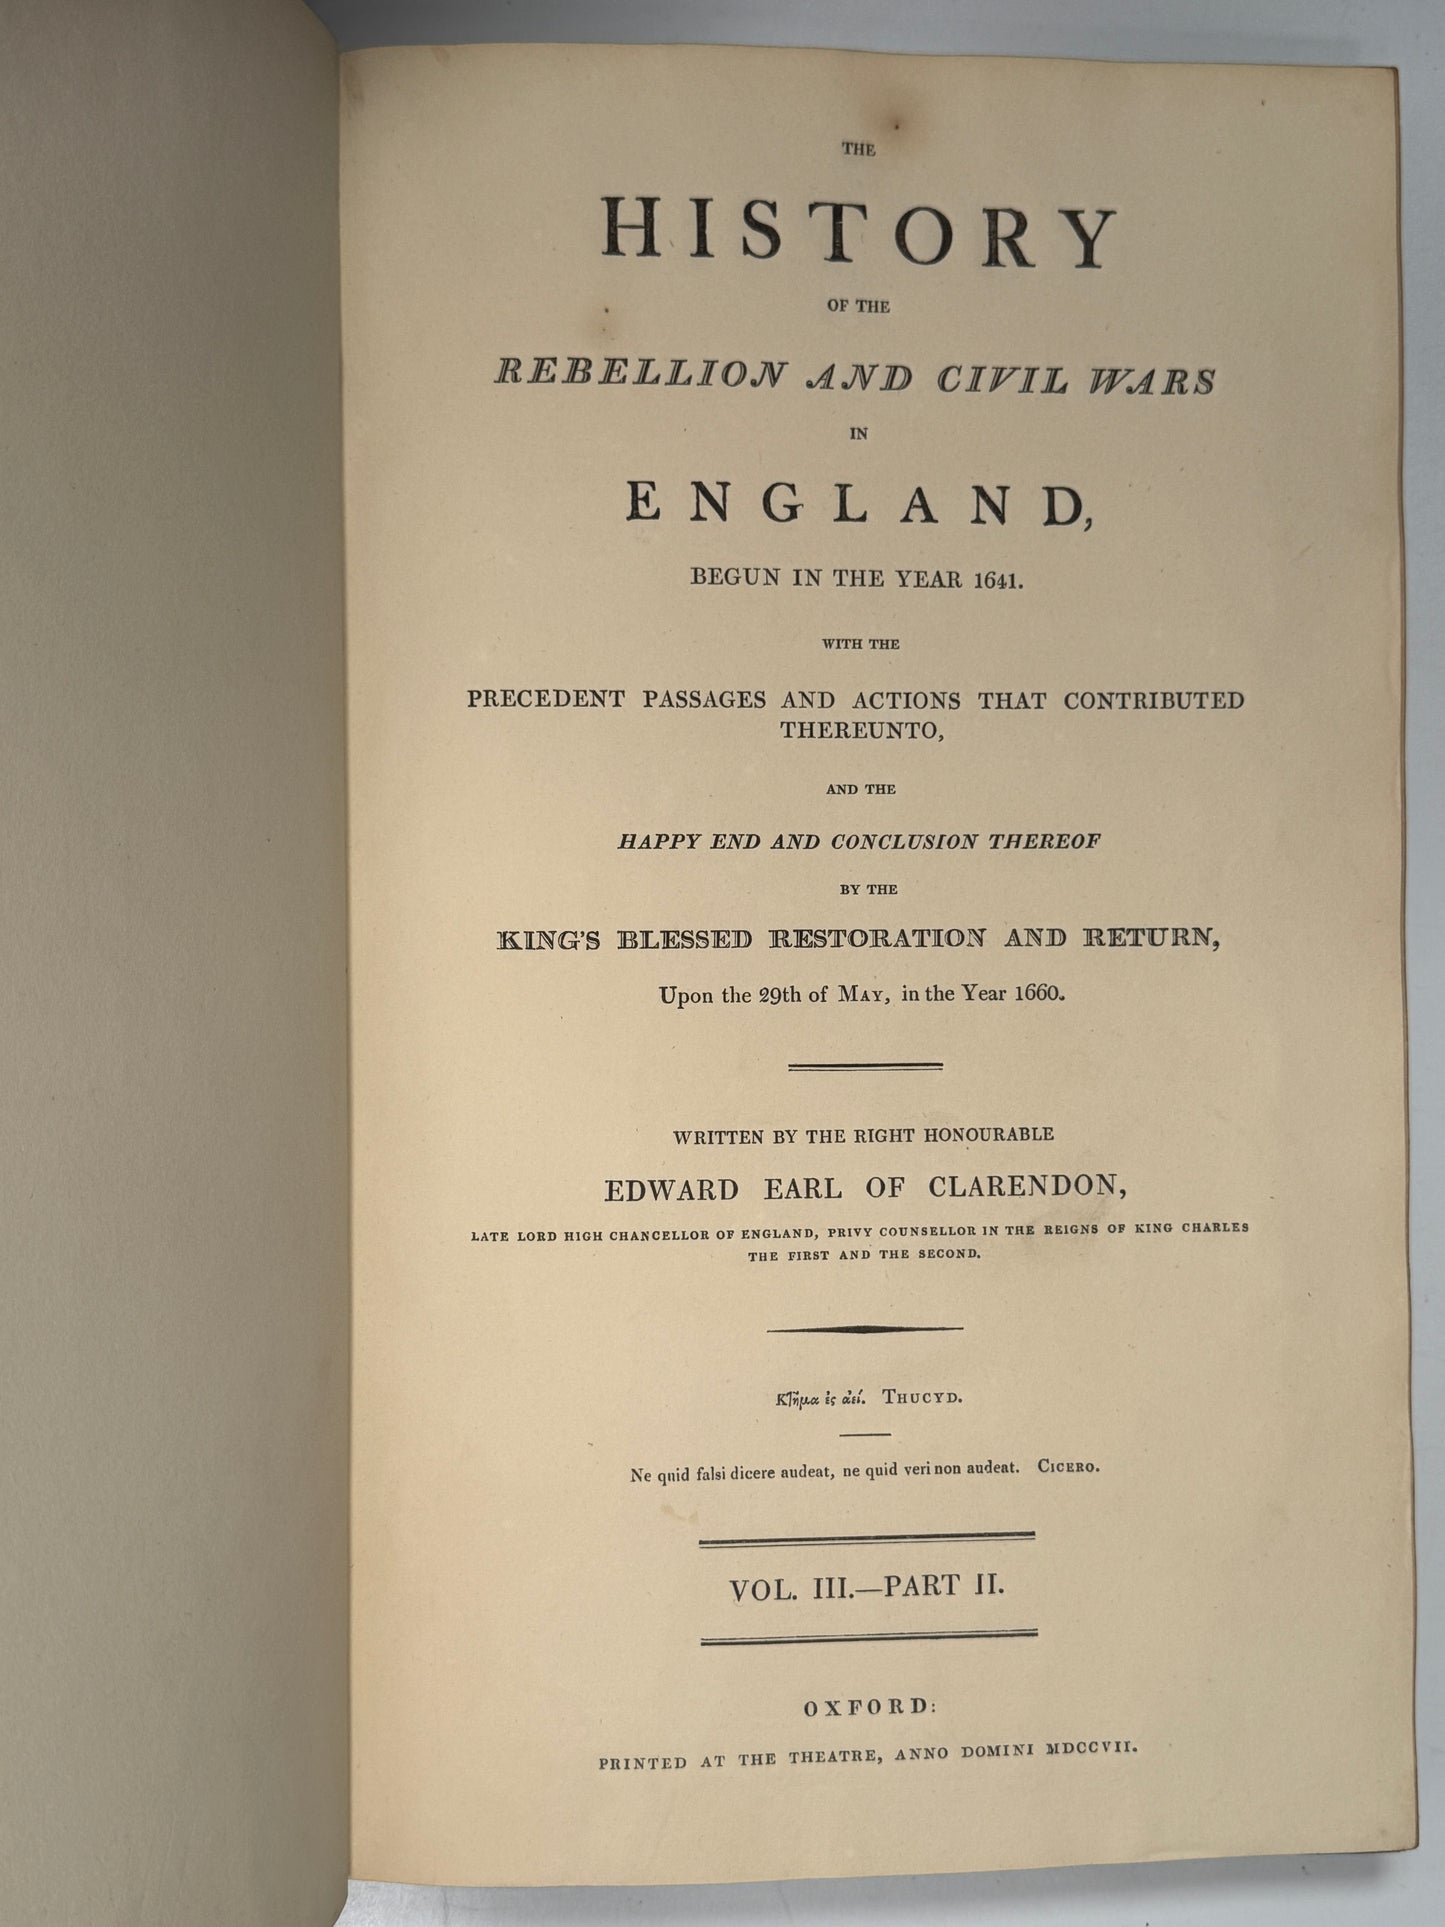 THE
HISTORY
OF THE
REBELLION AND CIVIL WARS
IN
ENGLAND,
BEGUN IN THE YEAR 1641.
WITH THE
PRECEDENT PASSAGES AND ACTIONS THAT CONTRIBUTED
THEREUNTO,
AND THE
HAPPY END AND CONCLUSION THEREOF
BY THE
KING'S BLESSED RESTORATION AND RETURN,
Upon the 29th of MAY, in the Year 1660.
WRITTEN BY THE RIGHT HONOURABLE
EDWARD EARL OF CLARENDON,
LATE LORD HIGH CHANCELLOR OF ENGLAND, PRIVY COUNSELLOR IN THE REIGNS OF KING CHARLES
THE FIRST AND THE SECOND.
Κτῆμα ἐς ἀεί. THUCYD.
Ne quid falsi dicere audeat, ne quid veri non audeat. CICERO.
VOL. III.—PART II.
OXFORD:
PRINTED AT THE THEATRE, ANNO DOMINI MDCCVII.